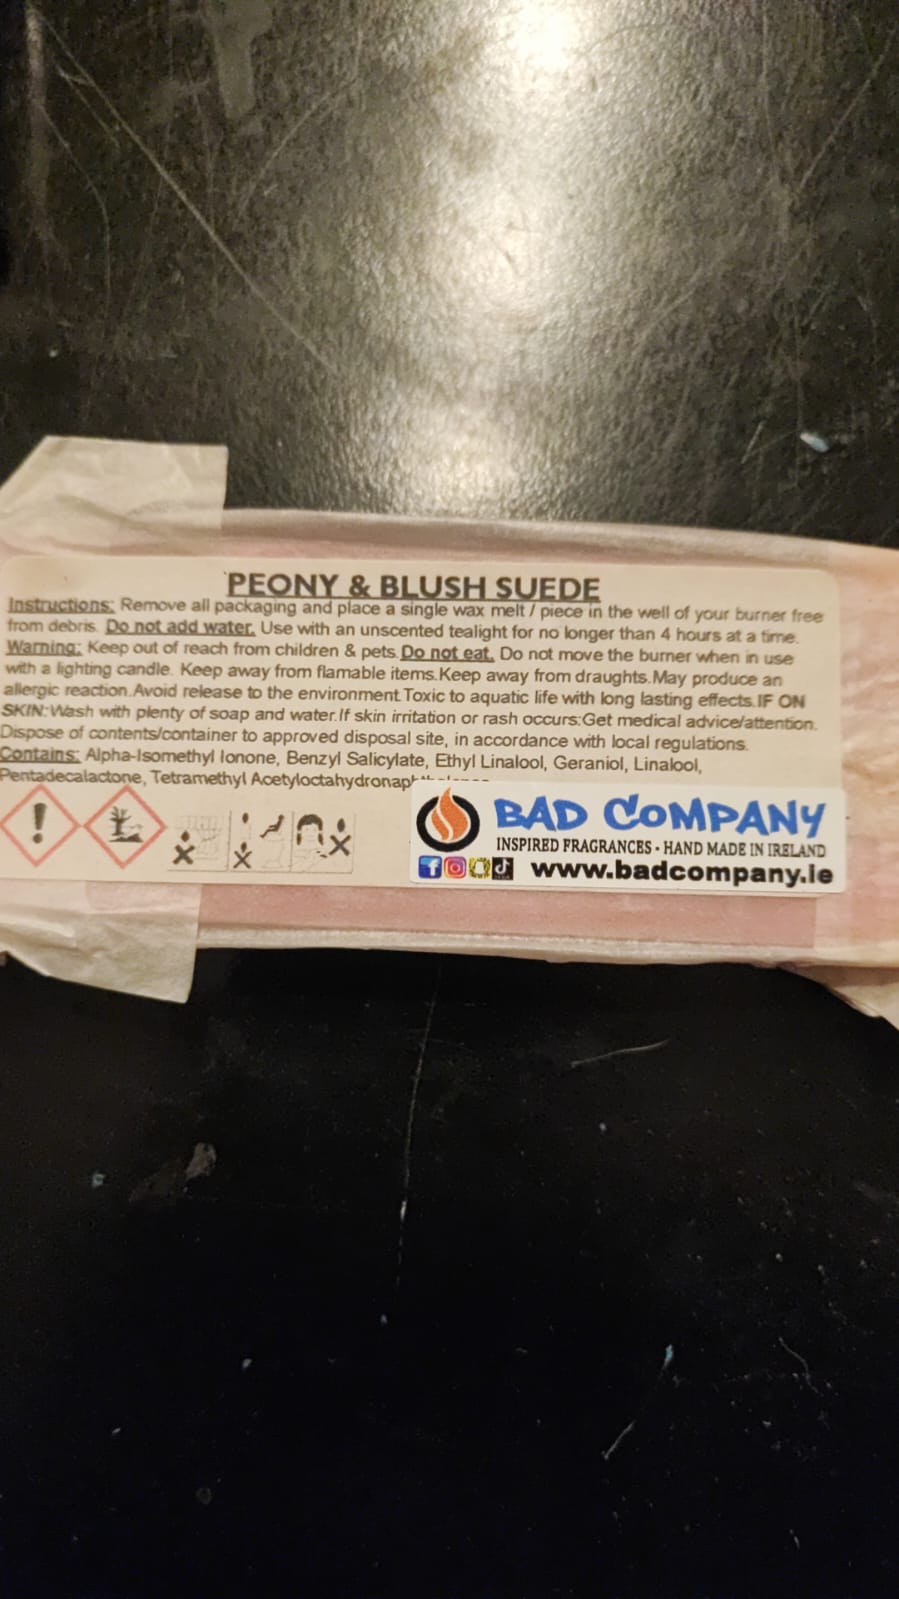 PEONY & BLUSH SUEDE
Instructions: Remove all packaging and place a single wax melt / piece in the well of your burner free
from debris. Do not add water. Use with an unscented tealight for no longer than 4 hours at a time.
Warning: Keep out of reach from children & pets.Do not eat. Do not move the burner when in use
with a lighting candle. Keep away from flamable items.Keep away from draughts.May produce an
allergic reaction.Avoid release to the environment.Toxic to aquatic life with long lasting effects.IF ON
SKIN:Wash with plenty of soap and water.If skin irritation or rash occurs:Get medical advice/attention.
Dispose of contents/container to approved disposal site, in accordance with local regulations.
Contains: Alpha-Isomethyl Ionone, Benzyl Salicylate, Ethyl Linalool, Geraniol, Linalool,
Pentadecalactone, Tetramethyl
BAD COMPANY
INSPIRED FRAGRANCES - HAND MADE IN IRELAND
www.badcompany.ie